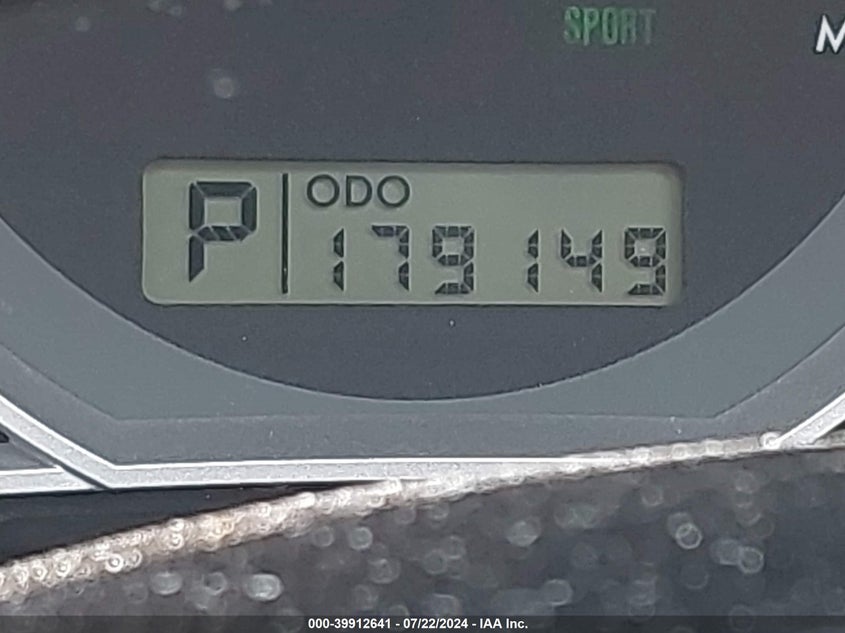 SPORT
M
P ODO
179149
000-39912641 - 07/22/2024 - IAA Inc.